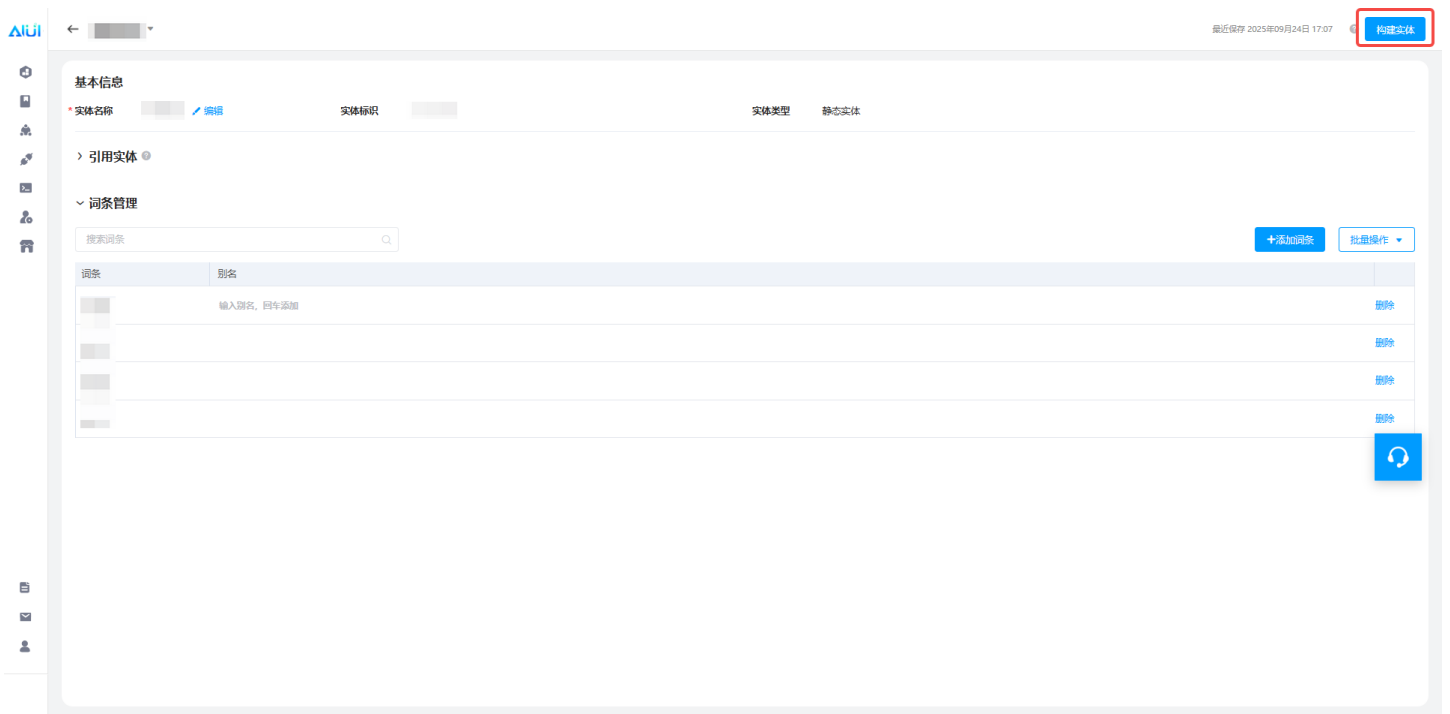 AIUI
最近保存 2025年09月24日 17:07
构建实体
基本信息
* 实体名称 编辑 实体标识 实体类型 静态实体
引用实体
词条管理
搜索词条
+添加词条 批量操作
词条 别名
输入别名，回车添加 删除
删除
删除
删除